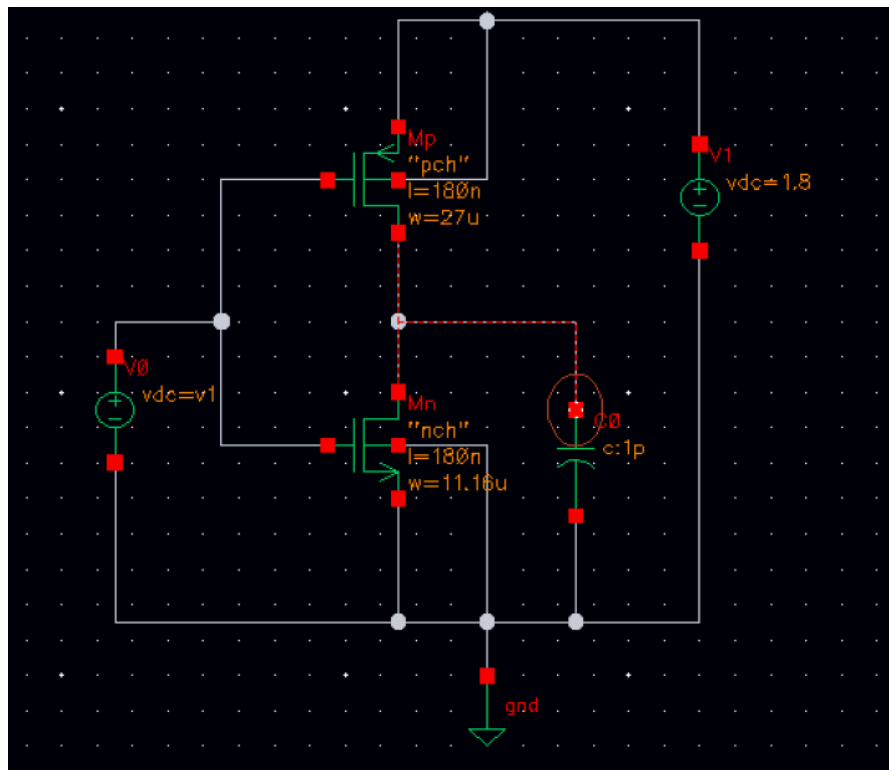 Mp
"pch"
l=180n
w=27u
V1
vdc=1.8
V0
vdc=v1
Mn
"nch"
l=180n
w=11.16u
C0
c:1p
gnd